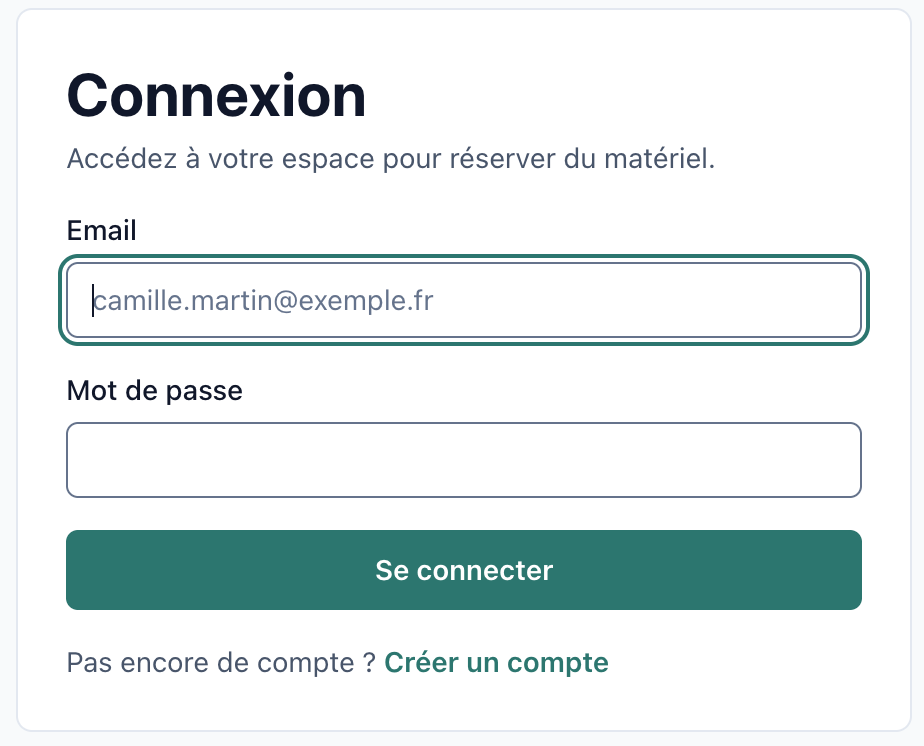 Connexion
Accédez à votre espace pour réserver du matériel.
Email
camille.martin@exemple.fr
Mot de passe
Se connecter
Pas encore de compte ? Créer un compte